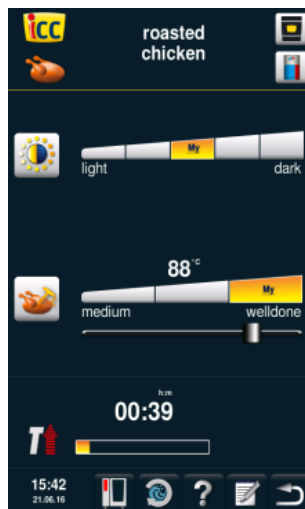 icc
roasted
chicken
My
light
dark
88 °C
My
medium
welldone
h:m
00:39
T
15:42
21.06.16
?